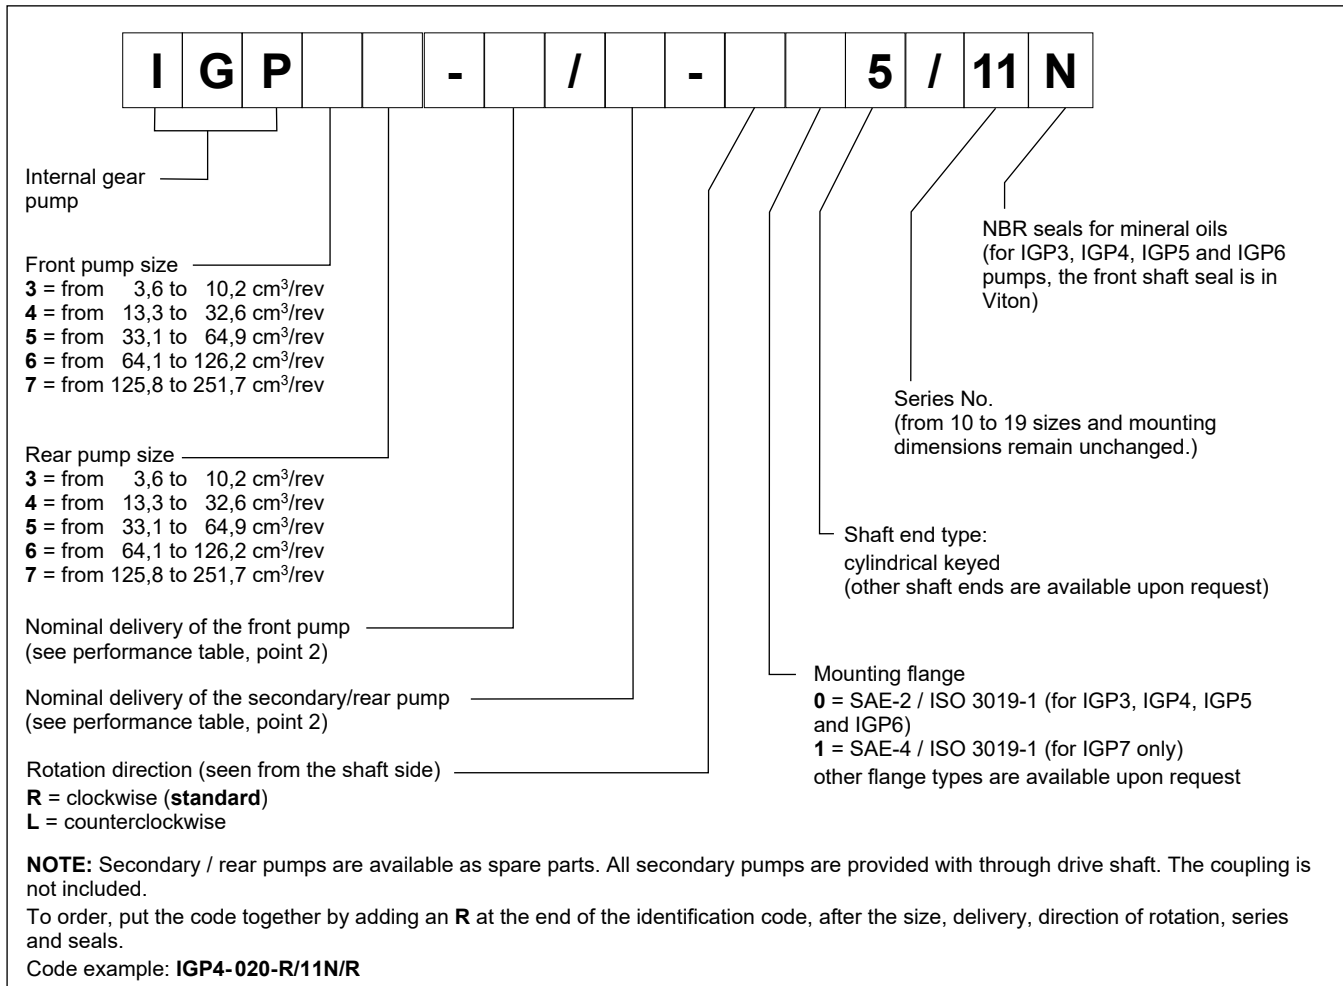 I G P - / - 5 / 11 N
Internal gear
pump
NBR seals for mineral oils
(for IGP3, IGP4, IGP5 and IGP6
pumps, the front shaft seal is in
Viton)
Front pump size
3 = from 3,6 to 10,2 cm³/rev
4 = from 13,3 to 32,6 cm³/rev
5 = from 33,1 to 64,9 cm³/rev
6 = from 64,1 to 126,2 cm³/rev
7 = from 125,8 to 251,7 cm³/rev
Series No.
(from 10 to 19 sizes and mounting
dimensions remain unchanged.)
Rear pump size
3 = from 3,6 to 10,2 cm³/rev
4 = from 13,3 to 32,6 cm³/rev
5 = from 33,1 to 64,9 cm³/rev
6 = from 64,1 to 126,2 cm³/rev
7 = from 125,8 to 251,7 cm³/rev
Shaft end type:
cylindrical keyed
(other shaft ends are available upon request)
Nominal delivery of the front pump
(see performance table, point 2)
Nominal delivery of the secondary/rear pump
(see performance table, point 2)
Mounting flange
0 = SAE-2 / ISO 3019-1 (for IGP3, IGP4, IGP5
and IGP6)
1 = SAE-4 / ISO 3019-1 (for IGP7 only)
other flange types are available upon request
Rotation direction (seen from the shaft side)
R = clockwise (standard)
L = counterclockwise
NOTE: Secondary / rear pumps are available as spare parts. All secondary pumps are provided with through drive shaft. The coupling is
not included.
To order, put the code together by adding an R at the end of the identification code, after the size, delivery, direction of rotation, series
and seals.
Code example: IGP4-020-R/11N/R